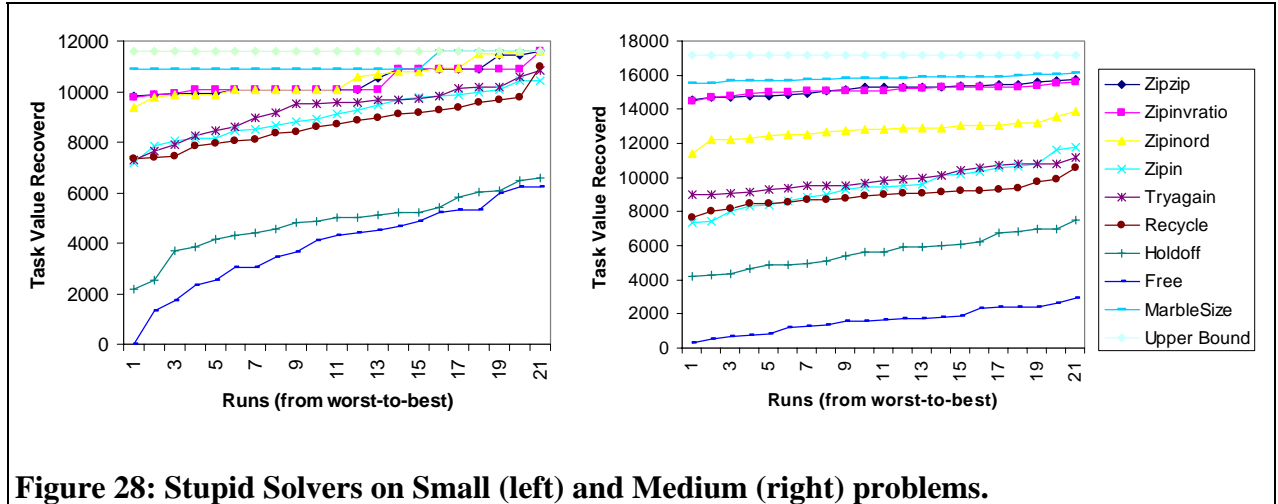 12000
10000
8000
6000
4000
2000
0
Task Value Recoverd
1 3 5 7 9 11 13 15 17 19 21
Runs (from worst-to-best)
18000
16000
14000
12000
10000
8000
6000
4000
2000
0
Task Value Recoverd
1 3 5 7 9 11 13 15 17 19 21
Runs (from worst-to-best)
Zipzip
Zipinvratio
Zipinord
Zipin
Tryagain
Recycle
Holdoff
Free
MarbleSize
Upper Bound
Figure 28: Stupid Solvers on Small (left) and Medium (right) problems.